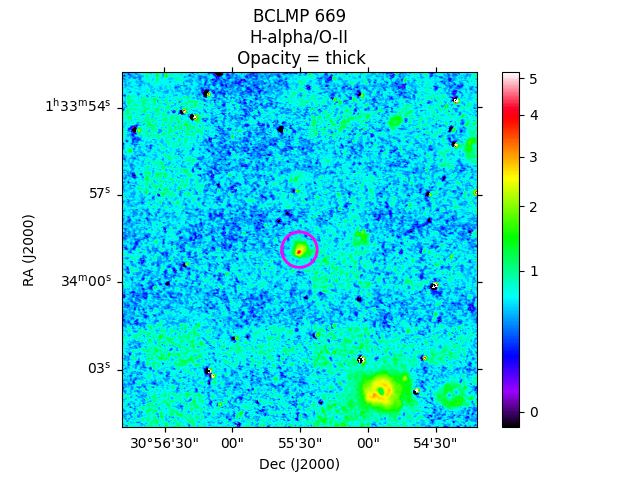 BCLMP 669
H-alpha/O-II
Opacity = thick
1ʰ33ᵐ54ˢ
57ˢ
34ᵐ00ˢ
03ˢ
RA (J2000)
30°56'30" 00" 55'30" 00" 54'30"
Dec (J2000)
5
4
3
2
1
0